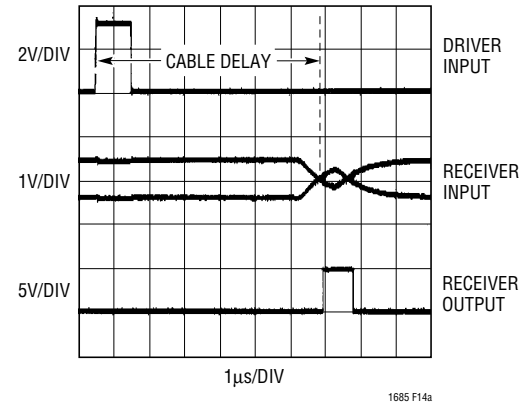 2V/DIV
CABLE DELAY
DRIVER
INPUT
1V/DIV
RECEIVER
INPUT
5V/DIV
RECEIVER
OUTPUT
1µs/DIV
1685 F14a